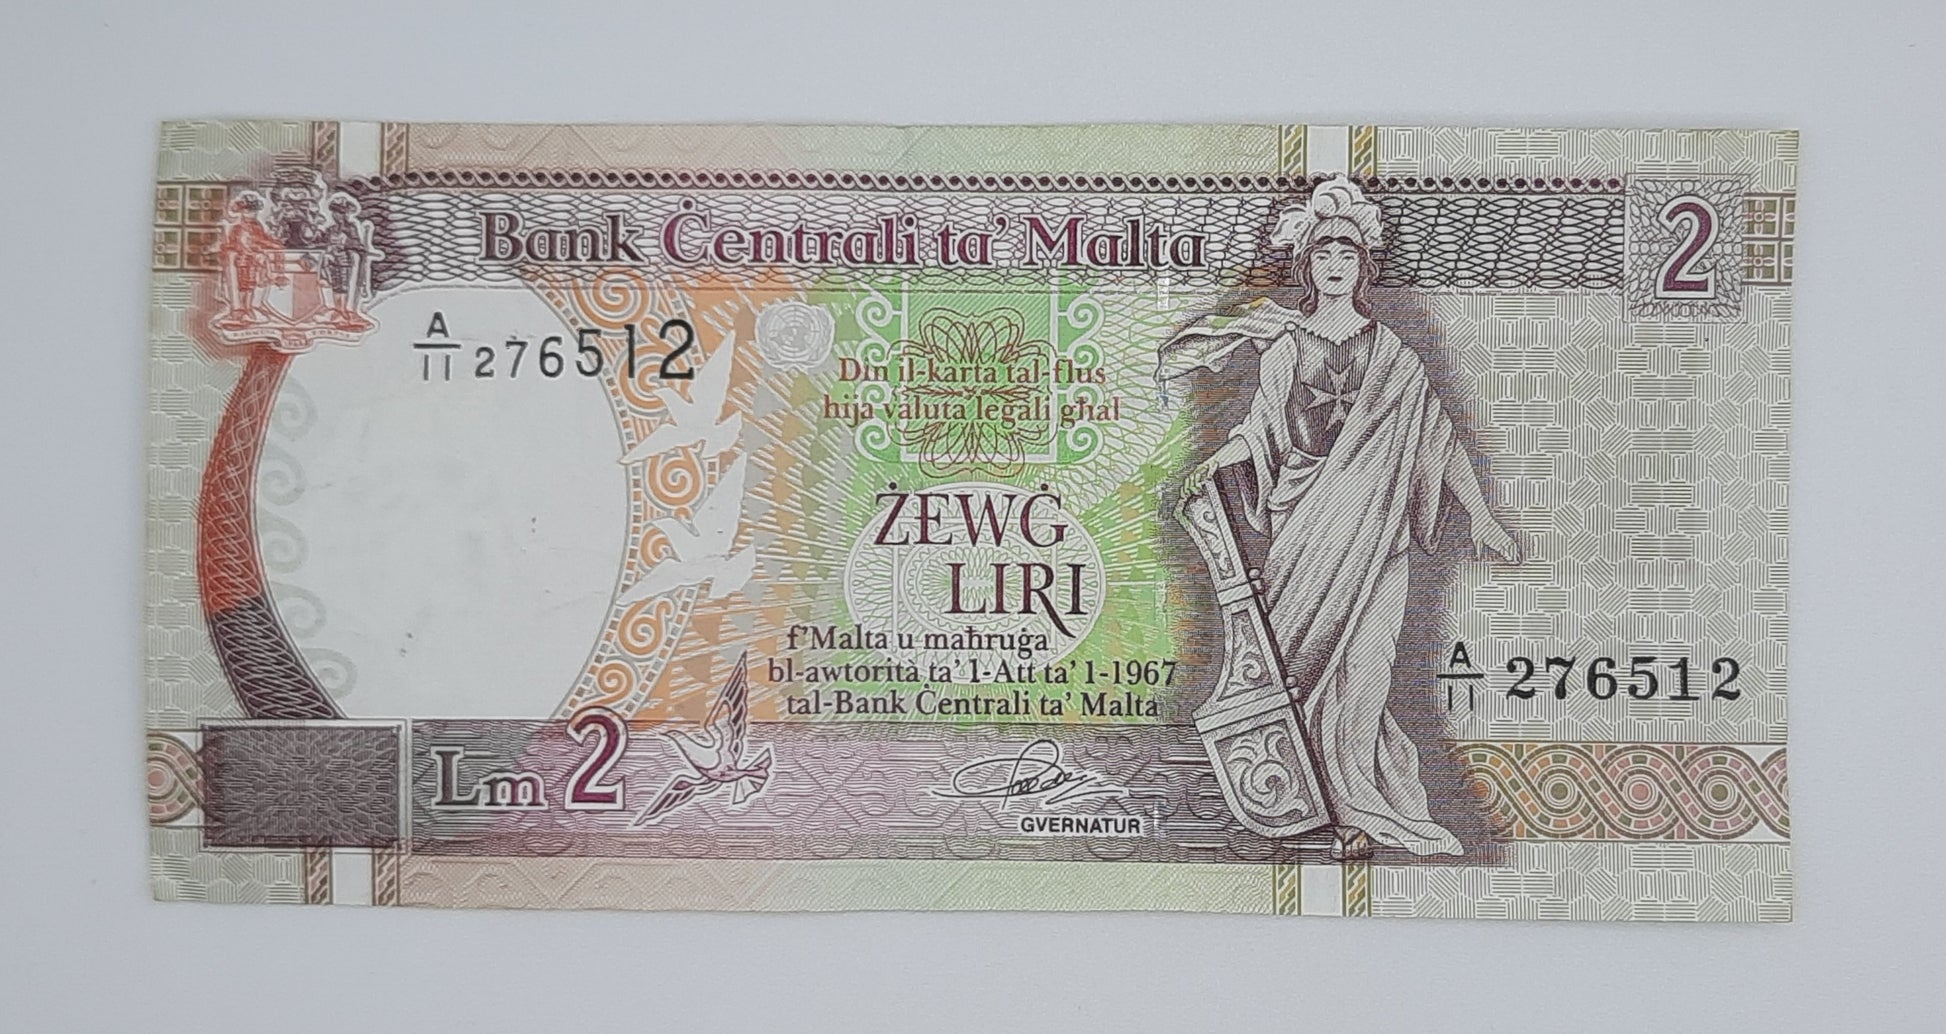 Bank Ċentrali ta' Malta
2
A/11 276512
Din il-karta tal-flus
hija valuta legali għal
ŻEWĠ
LIRI
f'Malta u maħruġa
bl-awtorità ta' l-Att ta' l-1967
tal-Bank Ċentrali ta' Malta
A/11 276512
Lm 2
GVERNATUR